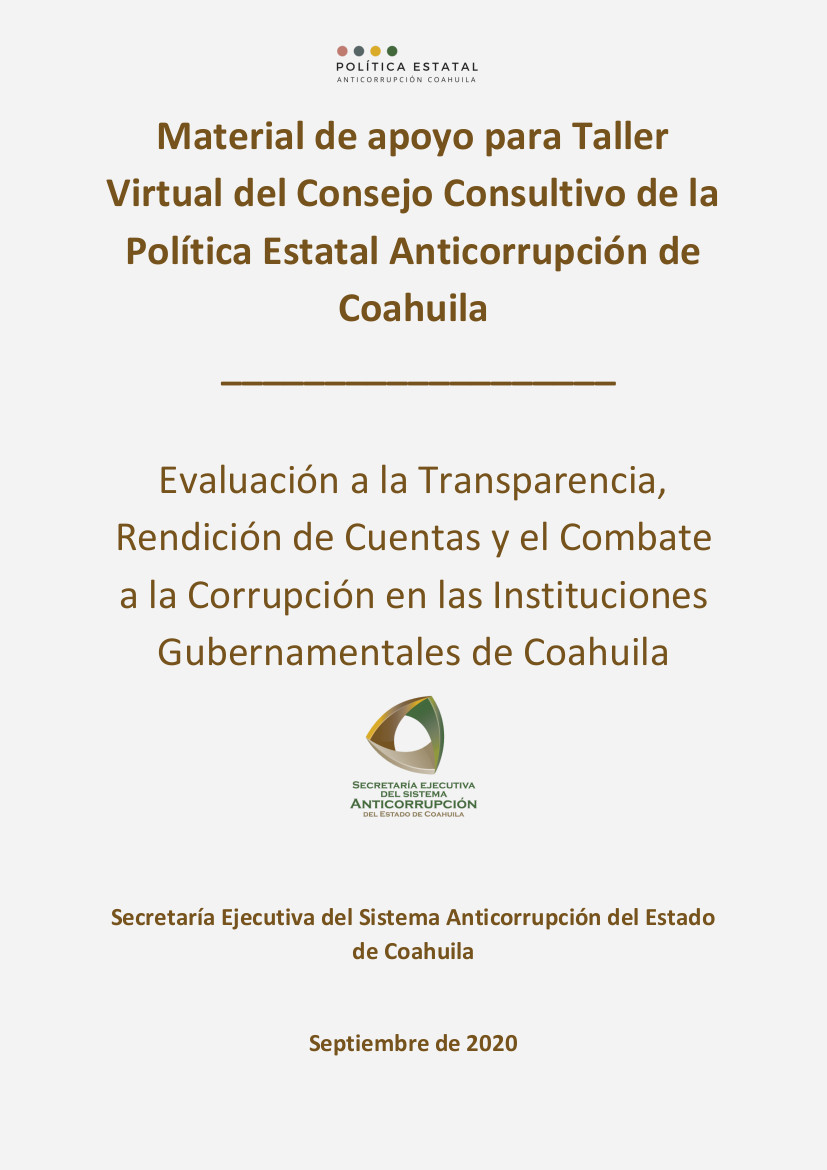 POLÍTICA ESTATAL
ANTICORRUPCIÓN COAHUILA
Material de apoyo para Taller
Virtual del Consejo Consultivo de la
Política Estatal Anticorrupción de
Coahuila
___________________
Evaluación a la Transparencia,
Rendición de Cuentas y el Combate
a la Corrupción en las Instituciones
Gubernamentales de Coahuila
SECRETARÍA EJECUTIVA
DEL SISTEMA
ANTICORRUPCIÓN
DEL ESTADO DE COAHUILA
Secretaría Ejecutiva del Sistema Anticorrupción del Estado
de Coahuila
Septiembre de 2020